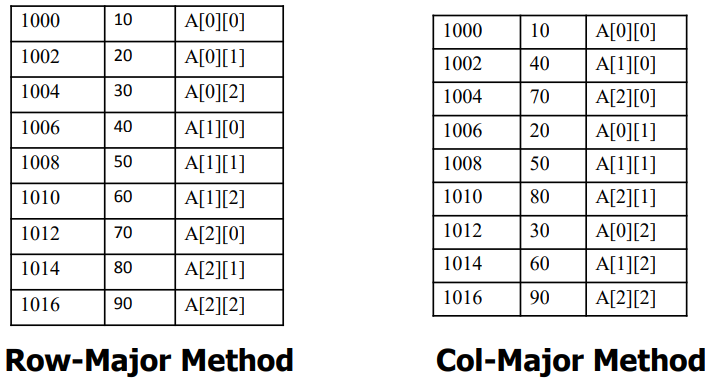 1000 10 A[0][0]
1002 20 A[0][1]
1004 30 A[0][2]
1006 40 A[1][0]
1008 50 A[1][1]
1010 60 A[1][2]
1012 70 A[2][0]
1014 80 A[2][1]
1016 90 A[2][2]
Row-Major Method
1000 10 A[0][0]
1002 40 A[1][0]
1004 70 A[2][0]
1006 20 A[0][1]
1008 50 A[1][1]
1010 80 A[2][1]
1012 30 A[0][2]
1014 60 A[1][2]
1016 90 A[2][2]
Col-Major Method